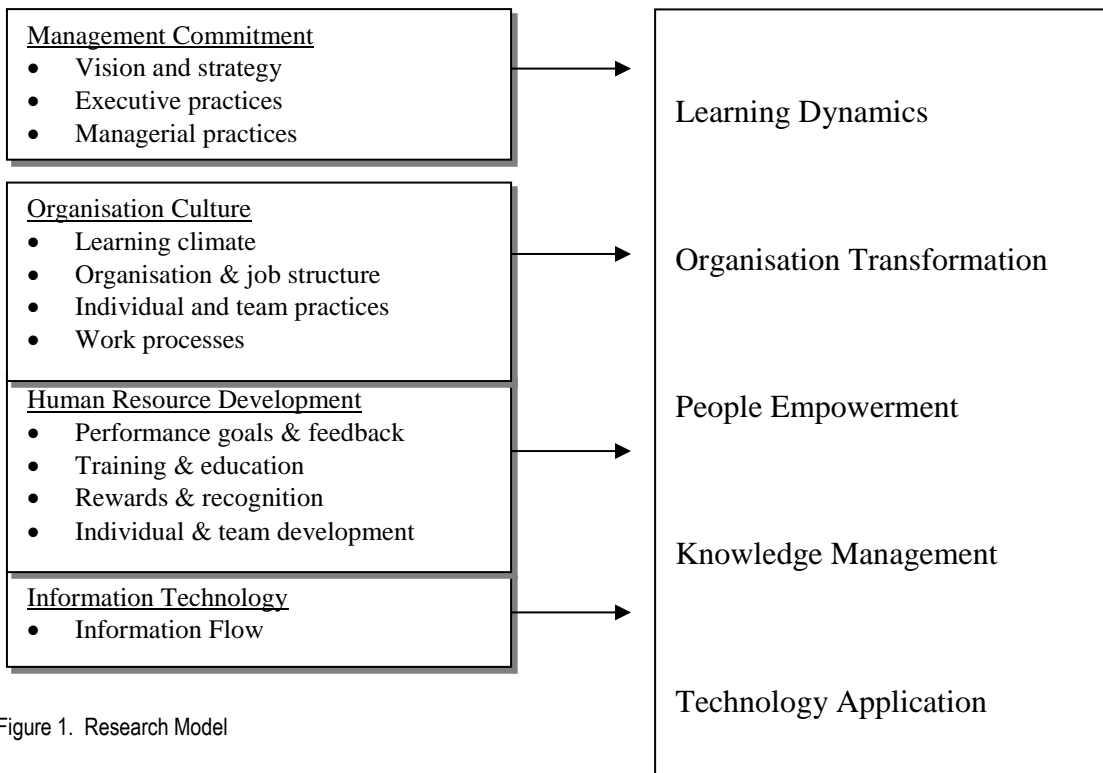 Management Commitment
• Vision and strategy
• Executive practices
• Managerial practices
Organisation Culture
• Learning climate
• Organisation & job structure
• Individual and team practices
• Work processes
Human Resource Development
• Performance goals & feedback
• Training & education
• Rewards & recognition
• Individual & team development
Information Technology
• Information Flow
Learning Dynamics
Organisation Transformation
People Empowerment
Knowledge Management
Technology Application
Figure 1. Research Model